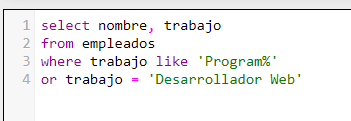 1 select nombre, trabajo
2 from empleados
3 where trabajo like 'Program%'
4 or trabajo = 'Desarrollador Web'